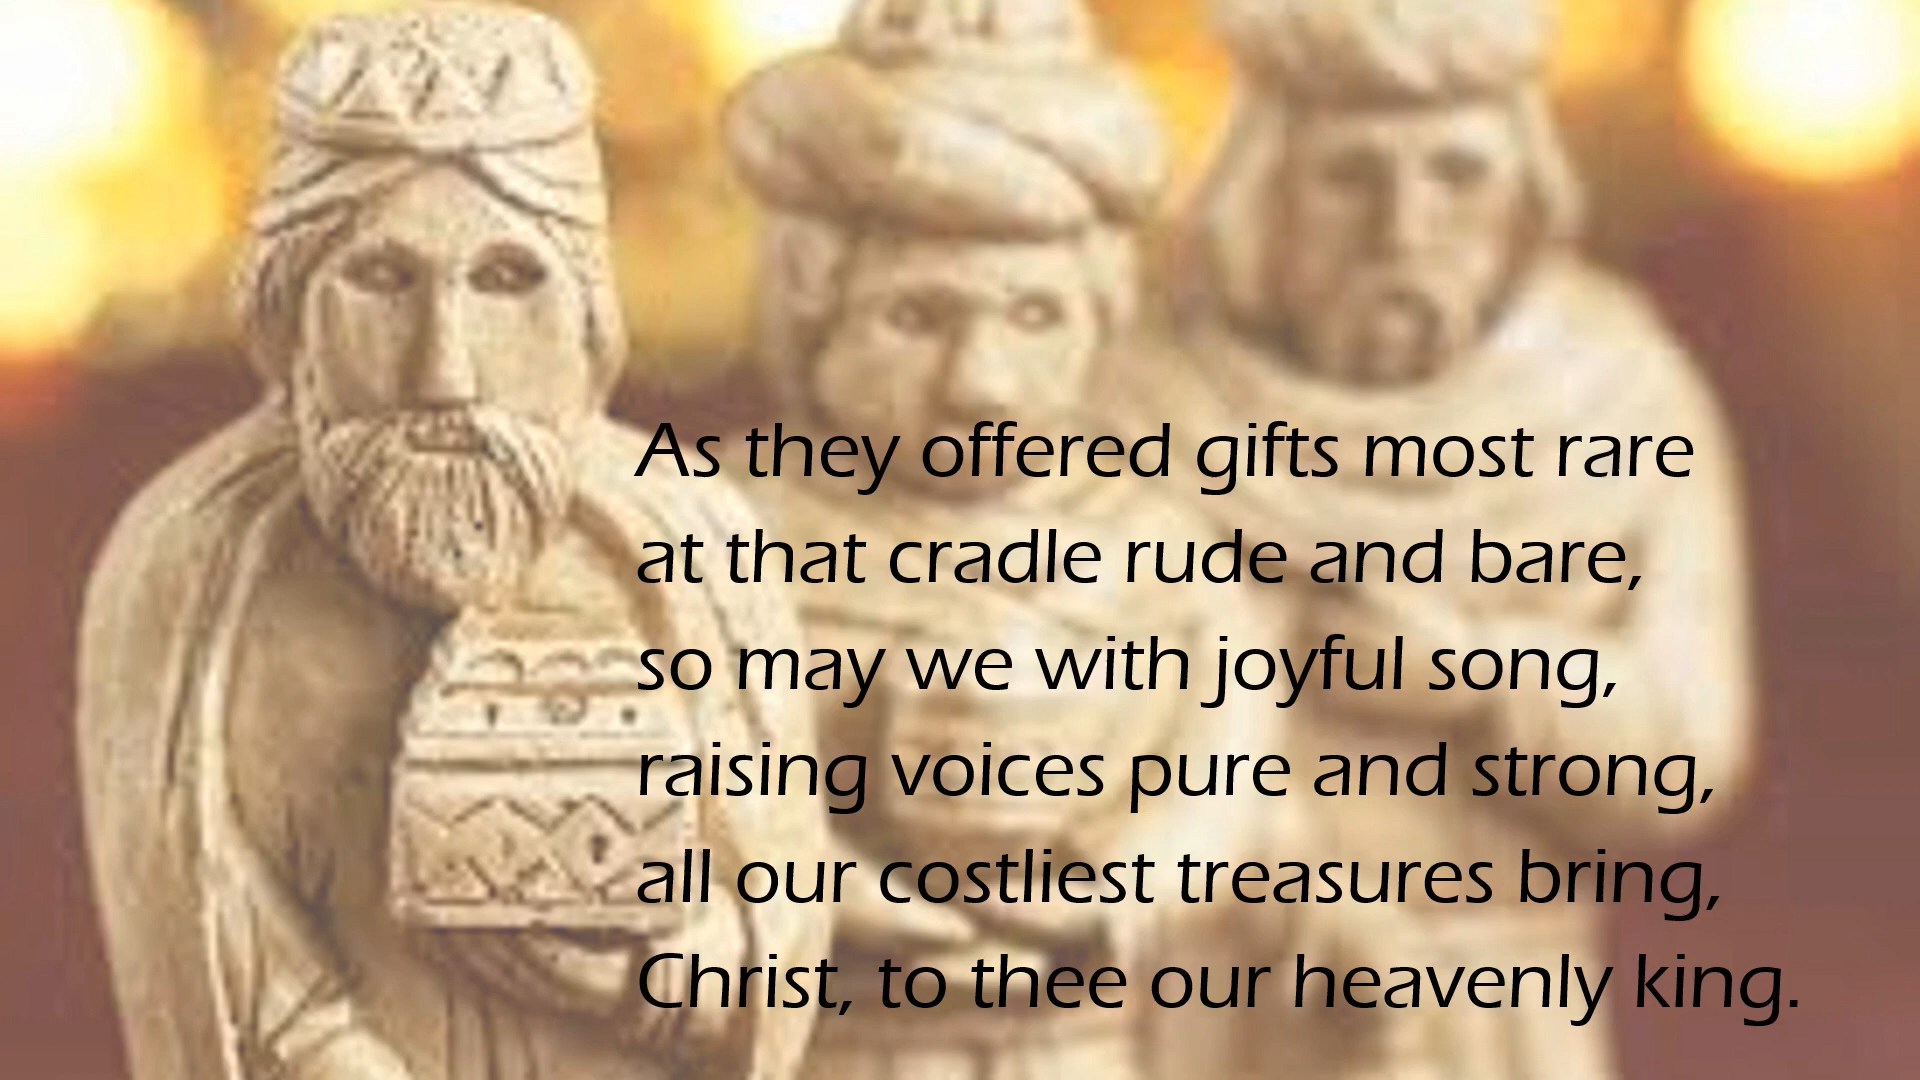 As they offered gifts most rare
at that cradle rude and bare,
so may we with joyful song,
raising voices pure and strong,
all our costliest treasures bring,
Christ, to thee our heavenly king.